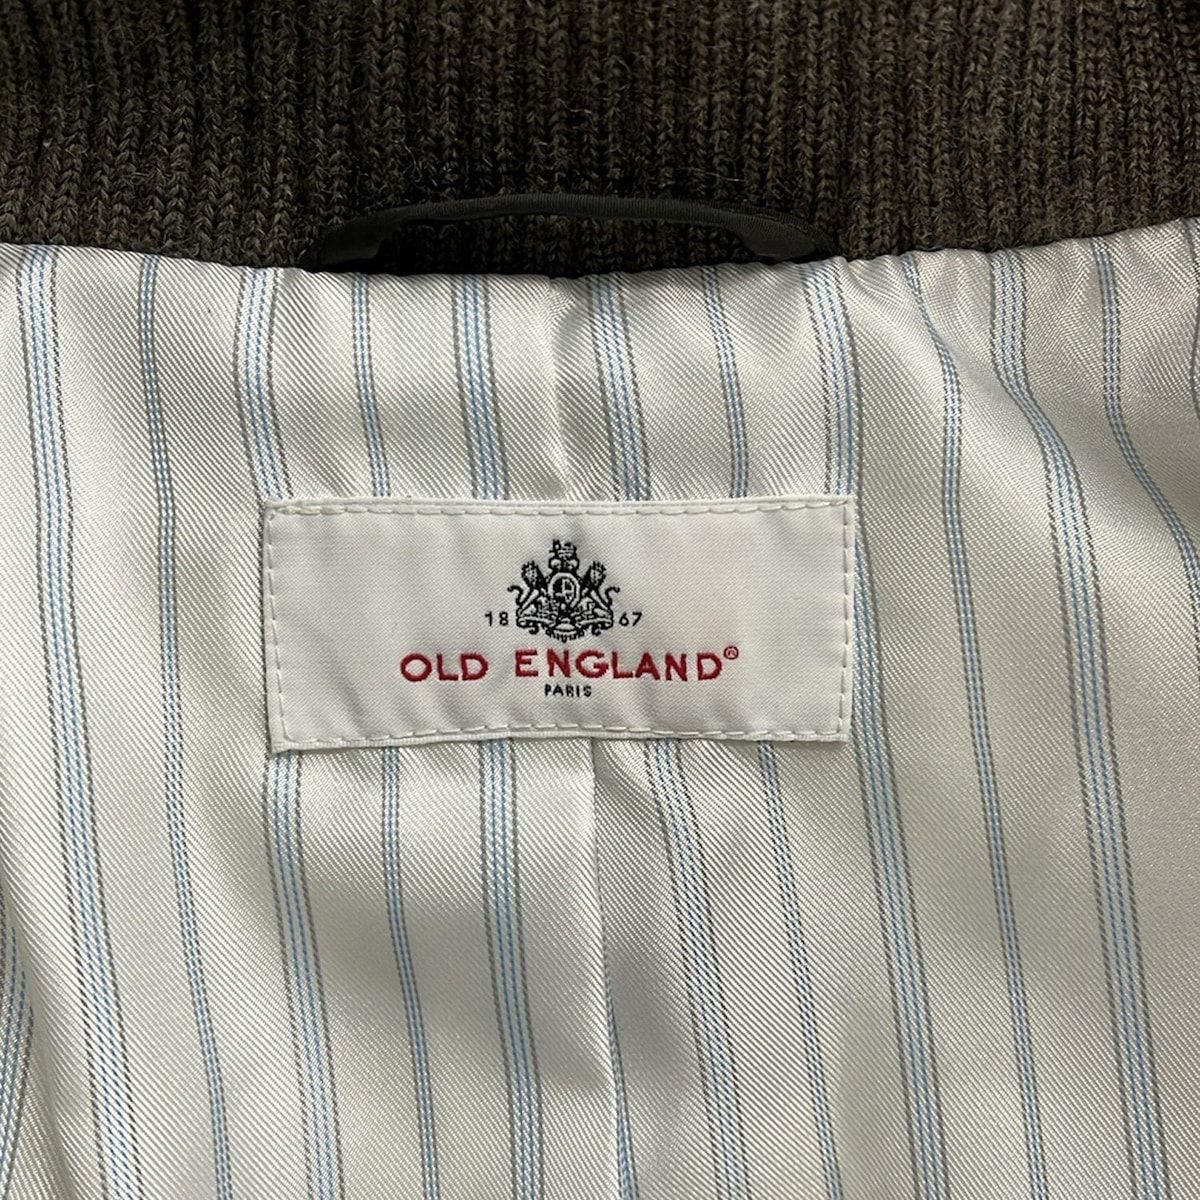 18 67
OLD ENGLAND®
PARIS